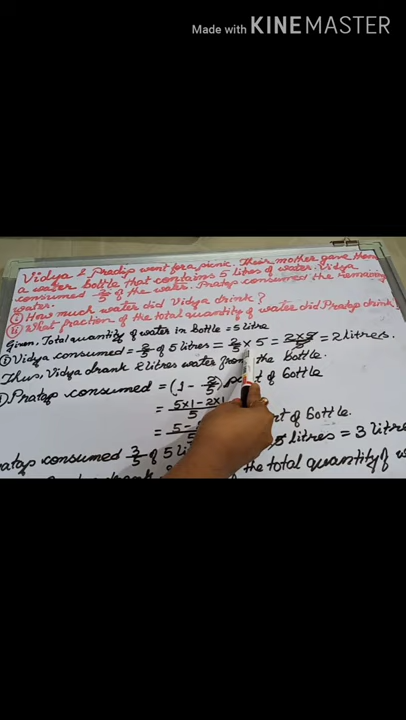 Made with KINEMASTER
Vidya & Pradip went for a picnic. Their mother gave them
a water bottle that contains 5 litres of water. Vidya
consumed 2/5 of the water. Pratap consumed the remaining
water.
(i) How much water did Vidya drink?
(ii) What fraction of the total quantity of water did Pratap drink
Given, Total quantity of water in bottle = 5 litre
(i) Vidya consumed = 2/5 of 5 litres = 2/5 × 5 = 2×5/5 = 2 litres.
Thus, Vidya drank 2 litres water from the bottle.
Pratap consumed = (1 - 2/5) part of bottle
= 5×1-2×1/5
= 5- of bottle.
Pratap consumed 3/5 of 5 litres = 3 litre
the total quantity of